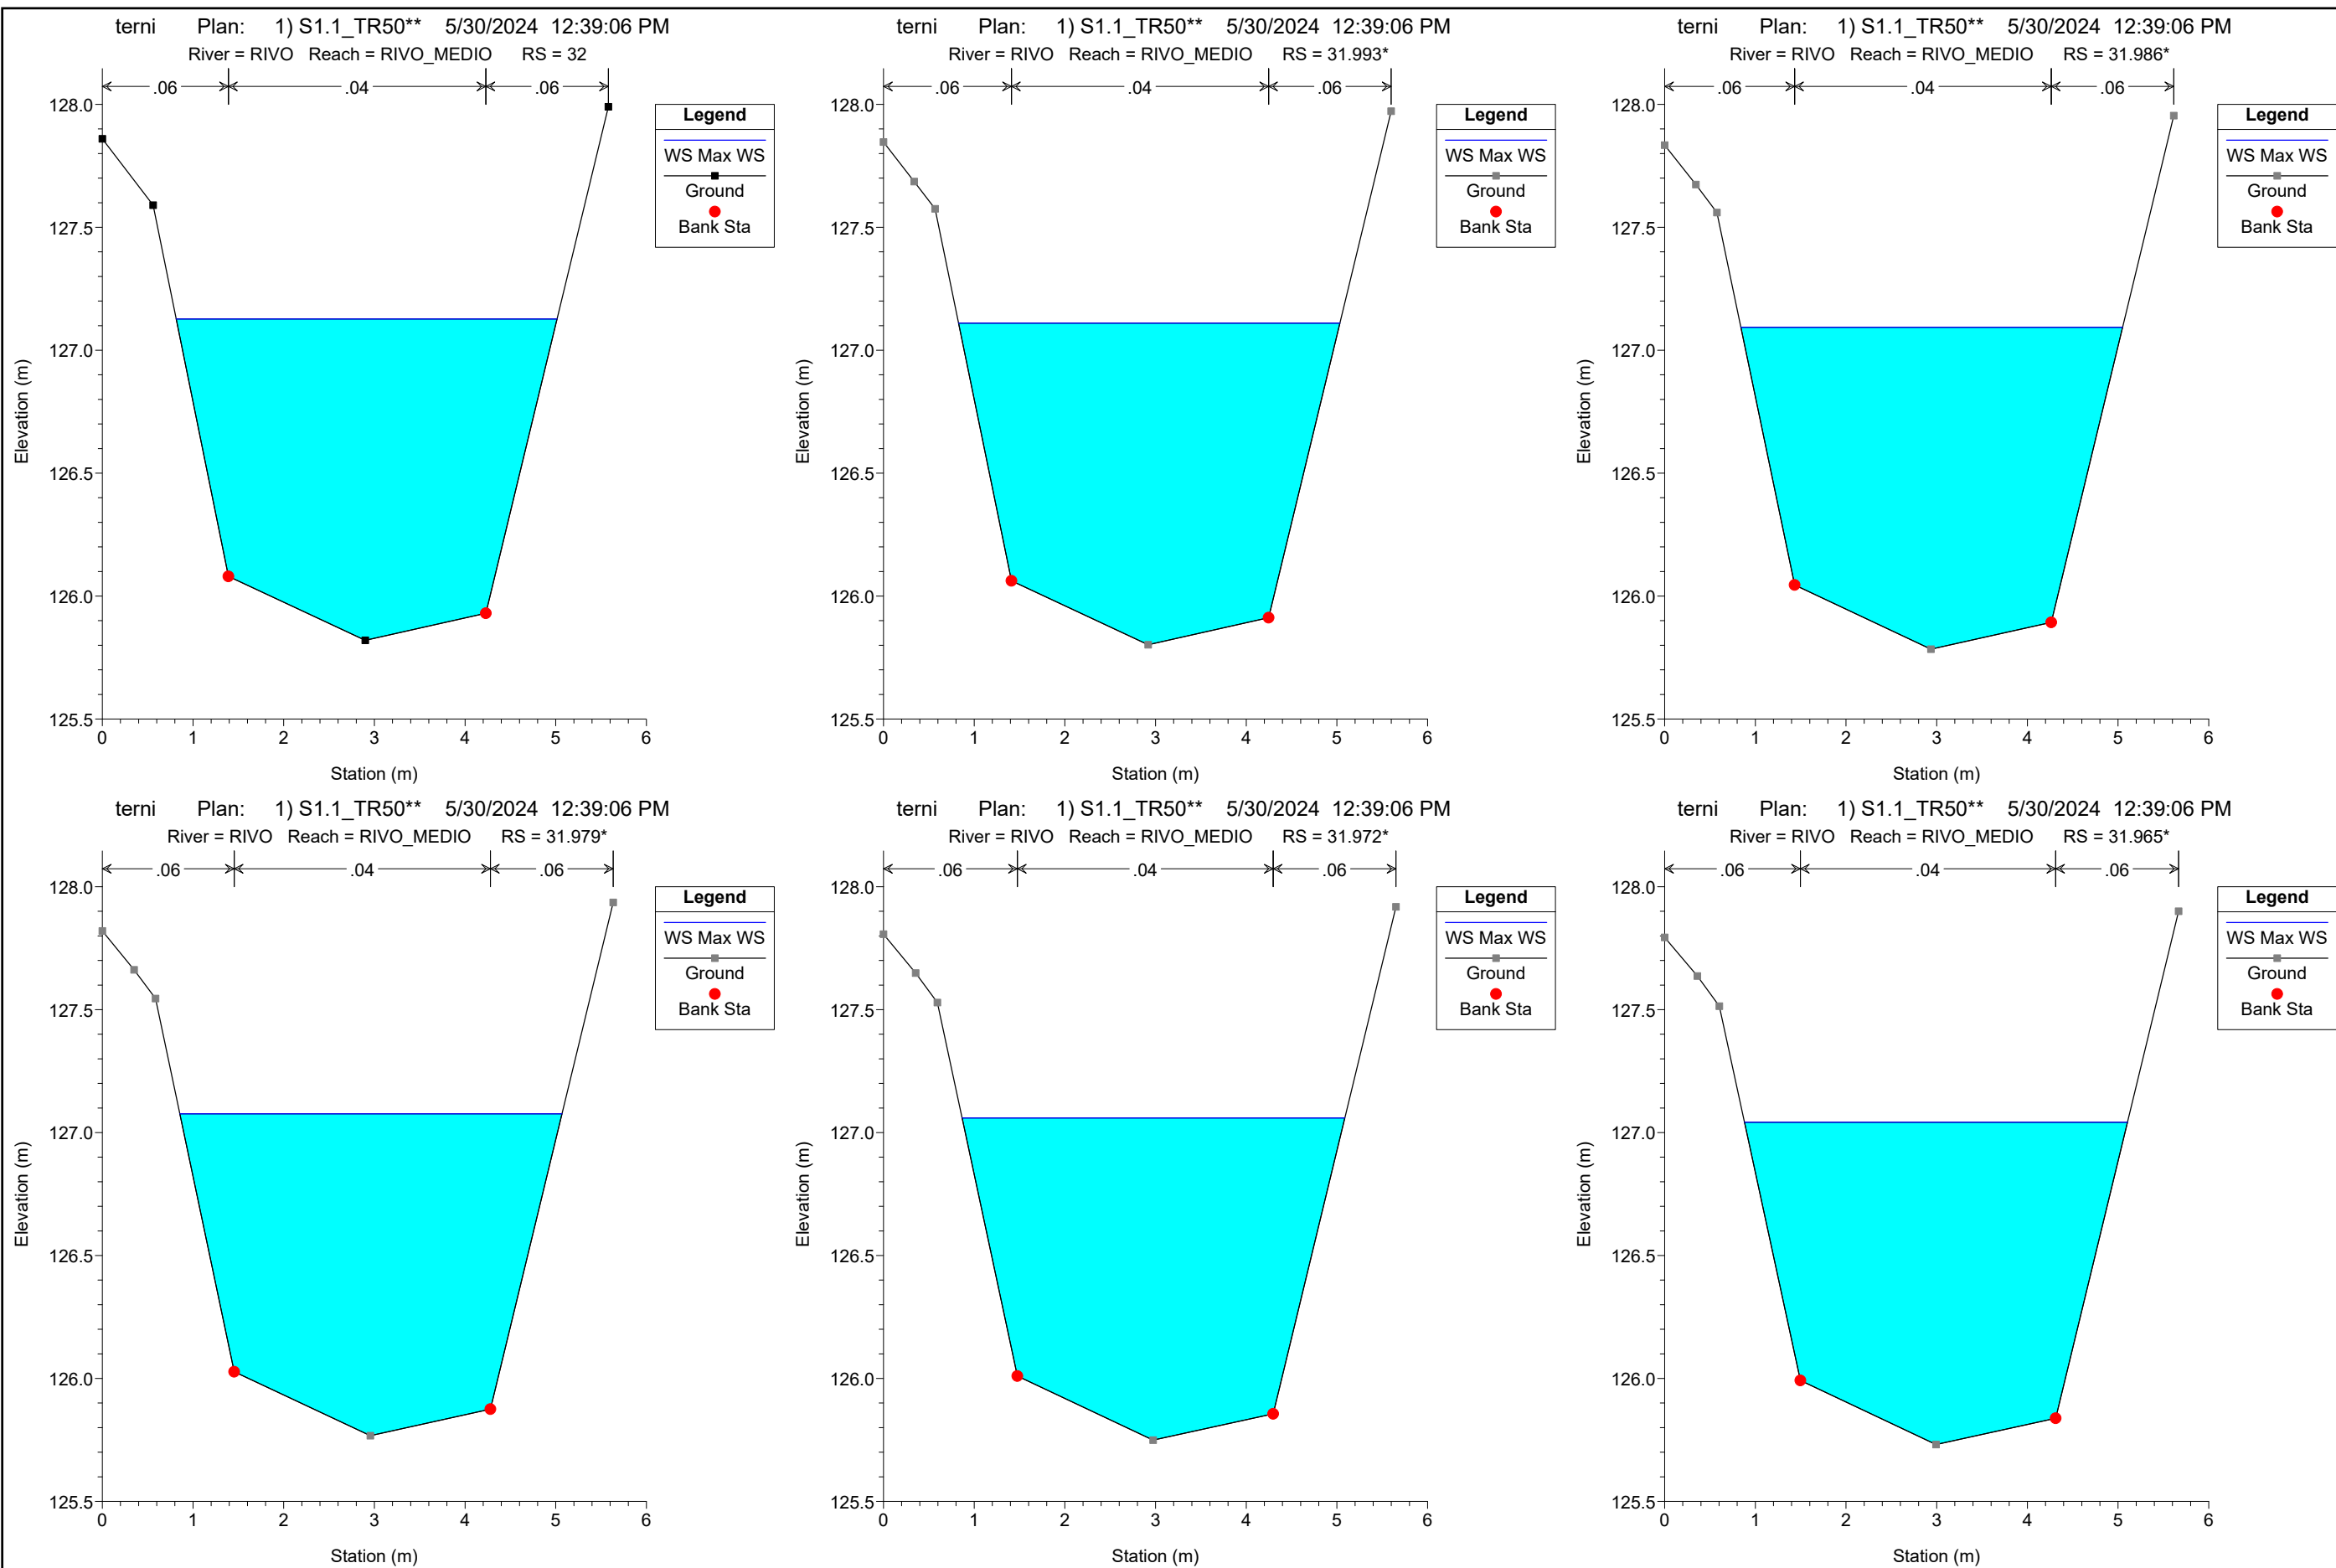 terni Plan: 1) S1.1_TR50** 5/30/2024 12:39:06 PM
River = RIVO Reach = RIVO_MEDIO RS = 32
.06 .04 .06
128.0
127.5
127.0
126.5
126.0
125.5
0 1 2 3 4 5 6
Station (m)
Elevation (m)
Legend
WS Max WS
Ground
Bank Sta
terni Plan: 1) S1.1_TR50** 5/30/2024 12:39:06 PM
River = RIVO Reach = RIVO_MEDIO RS = 31.993*
.06 .04 .06
128.0
127.5
127.0
126.5
126.0
125.5
0 1 2 3 4 5 6
Station (m)
Elevation (m)
Legend
WS Max WS
Ground
Bank Sta
terni Plan: 1) S1.1_TR50** 5/30/2024 12:39:06 PM
River = RIVO Reach = RIVO_MEDIO RS = 31.986*
.06 .04 .06
128.0
127.5
127.0
126.5
126.0
125.5
0 1 2 3 4 5 6
Station (m)
Elevation (m)
Legend
WS Max WS
Ground
Bank Sta
terni Plan: 1) S1.1_TR50** 5/30/2024 12:39:06 PM
River = RIVO Reach = RIVO_MEDIO RS = 31.979*
.06 .04 .06
128.0
127.5
127.0
126.5
126.0
125.5
0 1 2 3 4 5 6
Station (m)
Elevation (m)
Legend
WS Max WS
Ground
Bank Sta
terni Plan: 1) S1.1_TR50** 5/30/2024 12:39:06 PM
River = RIVO Reach = RIVO_MEDIO RS = 31.972*
.06 .04 .06
128.0
127.5
127.0
126.5
126.0
125.5
0 1 2 3 4 5 6
Station (m)
Elevation (m)
Legend
WS Max WS
Ground
Bank Sta
terni Plan: 1) S1.1_TR50** 5/30/2024 12:39:06 PM
River = RIVO Reach = RIVO_MEDIO RS = 31.965*
.06 .04 .06
128.0
127.5
127.0
126.5
126.0
125.5
0 1 2 3 4 5 6
Station (m)
Elevation (m)
Legend
WS Max WS
Ground
Bank Sta